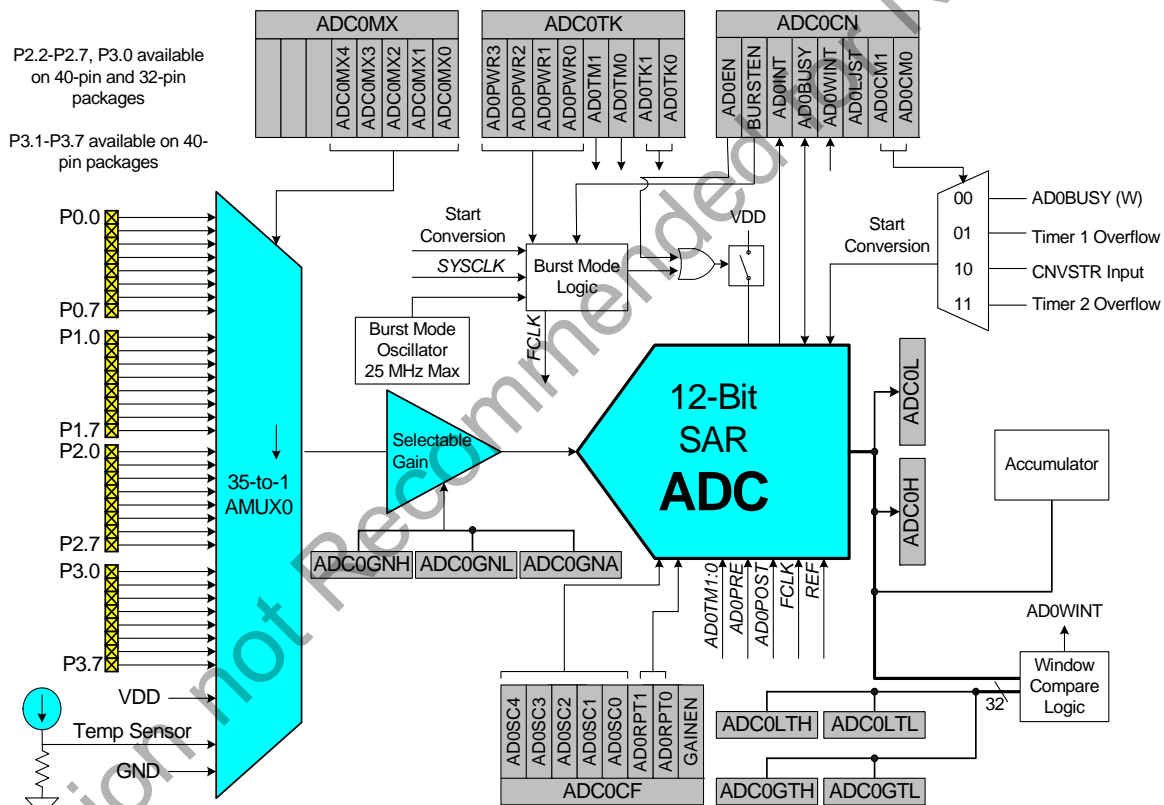 ADC0MX
ADC0MX4
ADC0MX3
ADC0MX2
ADC0MX1
ADC0MX0
ADC0TK
AD0PWR3
AD0PWR2
AD0PWR1
AD0PWR0
AD0TM1
AD0TM0
AD0TK1
AD0TK0
ADC0CN
AD0EN
BURSTEN
AD0INT
AD0BUSY
AD0WINT
AD0LJST
AD0CM1
AD0CM0
P2.2-P2.7, P3.0 available
on 40-pin and 32-pin
packages
P3.1-P3.7 available on 40-
pin packages
P0.0
P0.7
P1.0
P1.7
P2.0
P2.7
P3.0
P3.7
VDD
Temp Sensor
GND
35-to-1
AMUX0
Start
Conversion
SYSCLK
Burst Mode
Logic
Burst Mode
Oscillator
25 MHz Max
FCLK
VDD
Start
Conversion
00
01
10
11
AD0BUSY (W)
Timer 1 Overflow
CNVSTR Input
Timer 2 Overflow
Selectable
Gain
ADC0GNH
ADC0GNL
ADC0GNA
12-Bit
SAR
ADC
ADC0L
ADC0H
Accumulator
AD0TM1:0
AD0PRE
AD0POST
FCLK
REF
AD0WINT
Window
Compare
Logic
32
ADC0LTH
ADC0LTL
ADC0GTH
ADC0GTL
AD0SC4
AD0SC3
AD0SC2
AD0SC1
AD0SC0
AD0RPT1
AD0RPT0
GAINEN
ADC0CF
not Recommended for